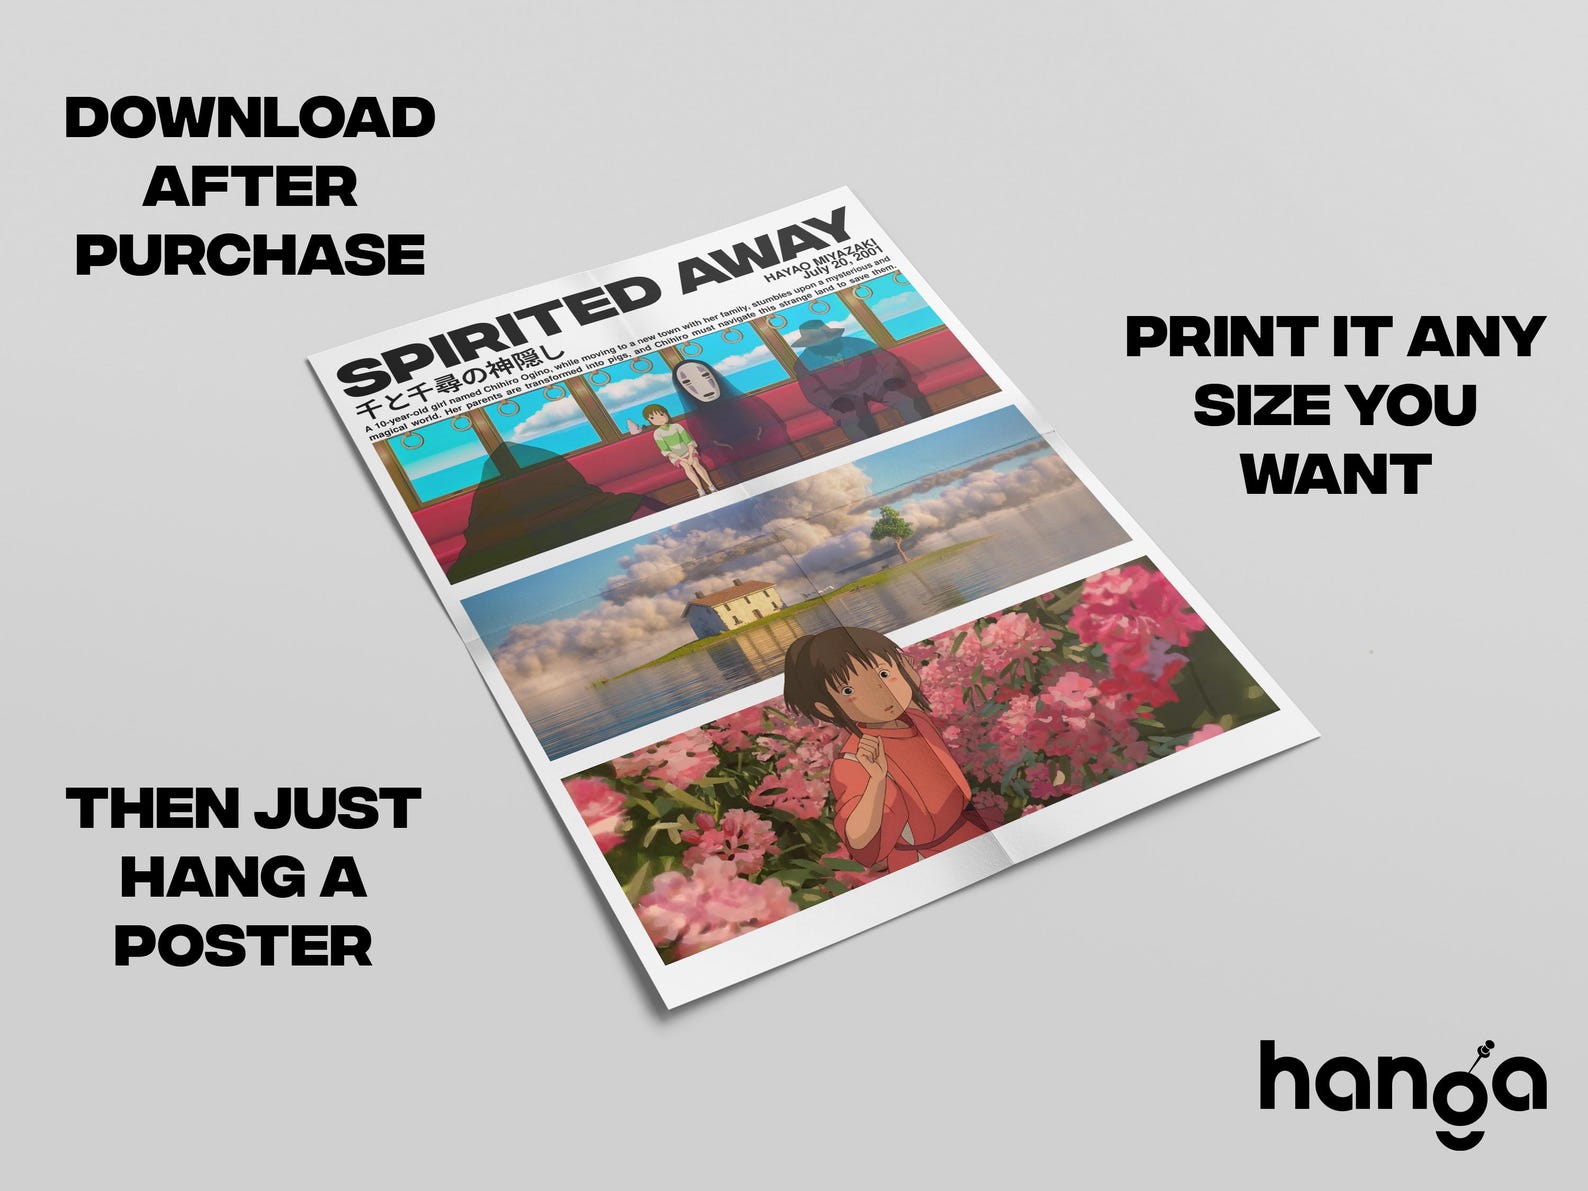 DOWNLOAD
AFTER
PURCHASE
SPIRITED AWAY
千と千尋の神隠し
HAYAO MIYAZAKI
July 20, 2001
A 10-year-old girl named Chihiro Ogino, while moving to a new town with her family, stumbles upon a mysterious and
magical world. Her parents are transformed into pigs, and Chihiro must navigate this strange land to save them.
PRINT IT ANY
SIZE YOU
WANT
THEN JUST
HANG A
POSTER
hanga